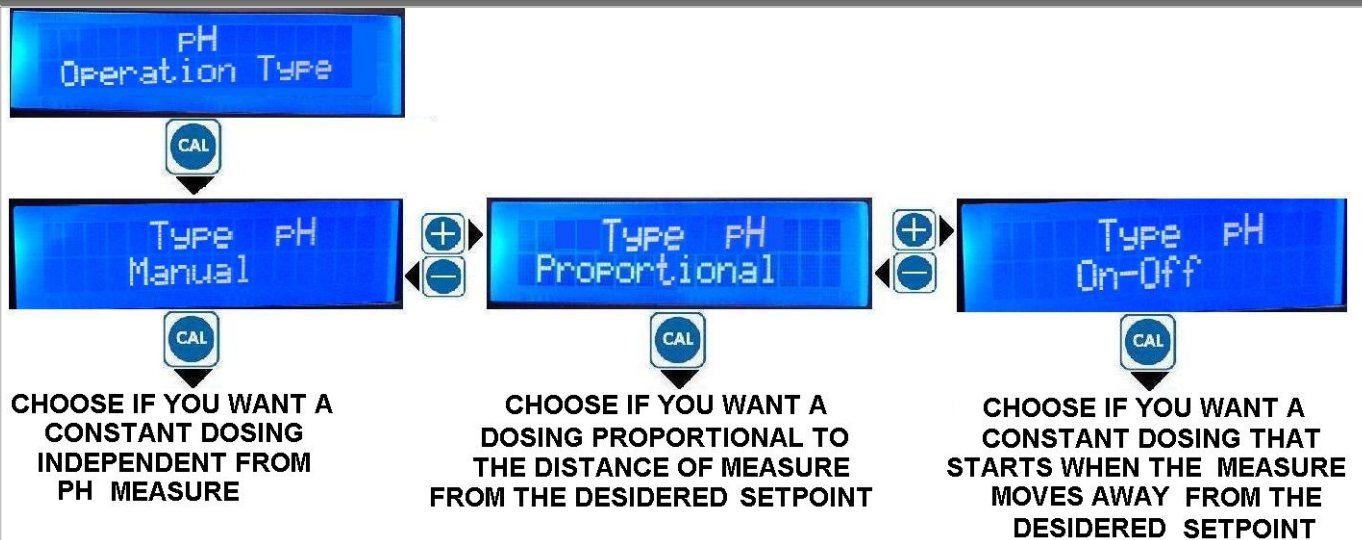 pH
Operation Type
CAL
Type pH
Manual
+
−
Type pH
Proportional
+
−
Type pH
On-Off
CAL
CAL
CAL
CHOOSE IF YOU WANT A
CONSTANT DOSING
INDEPENDENT FROM
PH MEASURE
CHOOSE IF YOU WANT A
DOSING PROPORTIONAL TO
THE DISTANCE OF MEASURE
FROM THE DESIDERED SETPOINT
CHOOSE IF YOU WANT A
CONSTANT DOSING THAT
STARTS WHEN THE MEASURE
MOVES AWAY FROM THE
DESIDERED SETPOINT